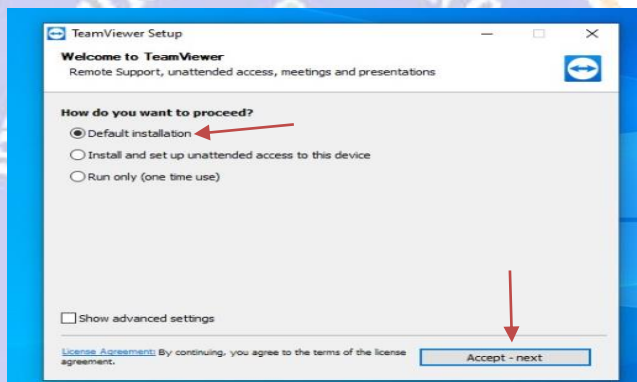 TeamViewer Setup
Welcome to TeamViewer
Remote Support, unattended access, meetings and presentations
How do you want to proceed?
Default installation
Install and set up unattended access to this device
Run only (one time use)
Show advanced settings
License Agreement: By continuing, you agree to the terms of the license
agreement.
Accept - next